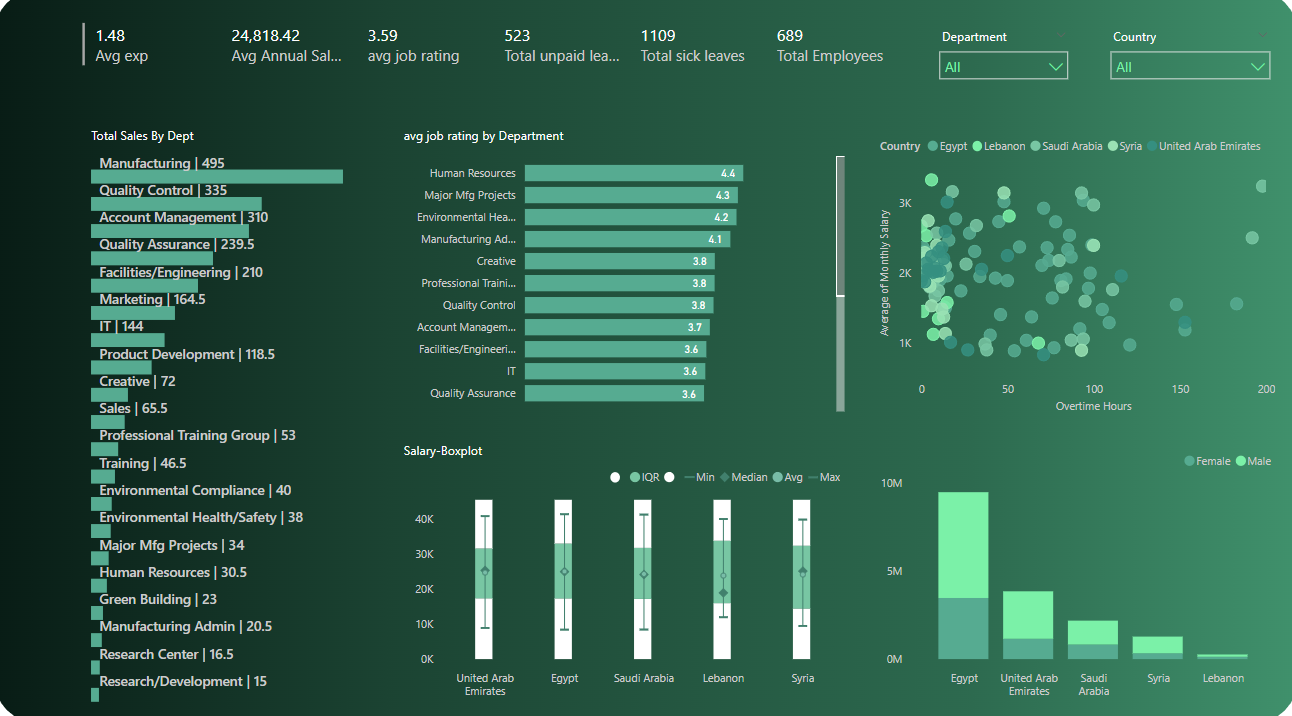 1.48
Avg exp
24,818.42
Avg Annual Sal...
3.59
avg job rating
523
Total unpaid lea...
1109
Total sick leaves
689
Total Employees
Department
All
Country
All
Total Sales By Dept
Manufacturing | 495
Quality Control | 335
Account Management | 310
Quality Assurance | 239.5
Facilities/Engineering | 210
Marketing | 164.5
IT | 144
Product Development | 118.5
Creative | 72
Sales | 65.5
Professional Training Group | 53
Training | 46.5
Environmental Compliance | 40
Environmental Health/Safety | 38
Major Mfg Projects | 34
Human Resources | 30.5
Green Building | 23
Manufacturing Admin | 20.5
Research Center | 16.5
Research/Development | 15
avg job rating by Department
Human Resources 4.4
Major Mfg Projects 4.3
Environmental Hea... 4.2
Manufacturing Ad... 4.1
Creative 3.8
Professional Traini... 3.8
Quality Control 3.8
Account Managem... 3.7
Facilities/Engineeri... 3.6
IT 3.6
Quality Assurance 3.6
Country Egypt Lebanon Saudi Arabia Syria United Arab Emirates
Average of Monthly Salary
3K
2K
1K
0 50 100 150 200
Overtime Hours
Salary-Boxplot
IQR Min Median Avg Max
40K
30K
20K
10K
0K
United Arab
Emirates
Egypt
Saudi Arabia
Lebanon
Syria
Female Male
10M
5M
0M
Egypt
United Arab
Emirates
Saudi
Arabia
Syria
Lebanon